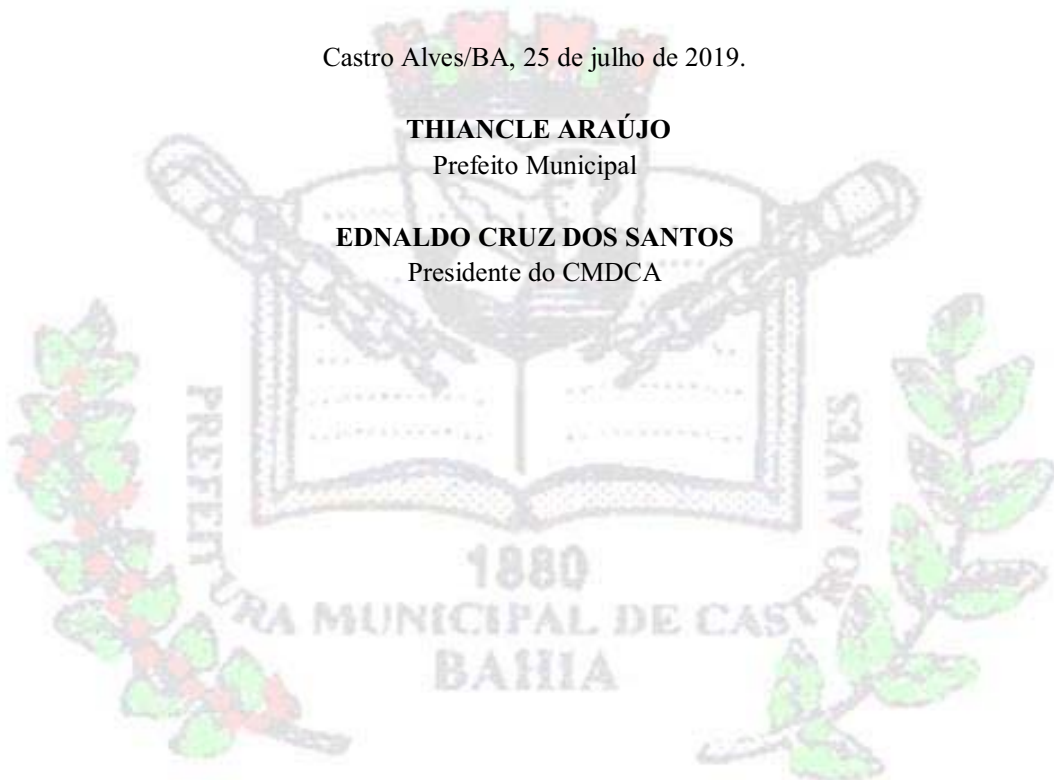 Castro Alves/BA, 25 de julho de 2019.
THIANCLE ARAÚJO
Prefeito Municipal
EDNALDO CRUZ DOS SANTOS
Presidente do CMDCA
1880
PREFEITURA MUNICIPAL DE CASTRO ALVES
BAHIA